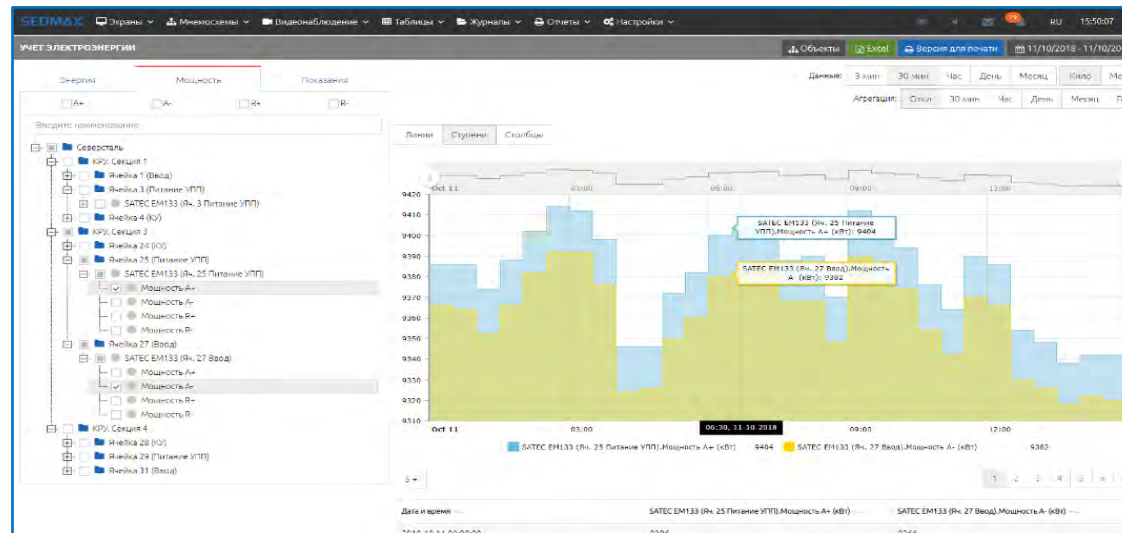 SEDMAX Экраны Мнемосхемы Видеонаблюдение Таблицы Журналы Отчеты Настройки RU 15:50:07
УЧЕТ ЭЛЕКТРОЭНЕРГИИ Объекты Excel Версия для печати 11/10/2018 - 11/10/20
Энергия Мощность Показания
Данные: 3 мин 30 мин Час День Месяц Кило Ме
A+ A- R+ R-
Агрегация: Откл 30 мин Час День Месяц
Введите наименование
Линии Ступени Столбцы
Северсталь
КРУ. Секция 1
Ячейка 1 (Ввод)
Ячейка 3 (Питание УПП)
SATEC EM133 (Яч. 3 Питание УПП)
Ячейка 4 (КУ)
КРУ. Секция 3
Ячейка 24 (КУ)
Ячейка 25 (Питание УПП)
SATEC EM133 (Яч. 25 Питание УПП)
Мощность A+
Мощность A-
Мощность R+
Мощность R-
Ячейка 27 (Ввод)
SATEC EM133 (Яч. 27 Ввод)
Мощность A+
Мощность A-
Мощность R+
Мощность R-
КРУ. Секция 4
Ячейка 28 (КУ)
Ячейка 29 (Питание УПП)
Ячейка 31 (Ввод)
Oct 11 03:00 06:00 09:00 12:00
9420
9410
9400
9390
9380
9370
9360
9350
9340
9330
9320
9310
SATEC EM133 (Яч. 25 Питание
УПП).Мощность A+ (кВт): 9404
SATEC EM133 (Яч. 27 Ввод).Мощность
A- (кВт): 9382
Oct 11 03:00 06:30, 11-10-2018 09:00 12:00
SATEC EM133 (Яч. 25 Питание УПП).Мощность A+ (кВт) 9404 SATEC EM133 (Яч. 27 Ввод).Мощность A- (кВт) 9382
5 1 2 3 4 5 »
Дата и время SATEC EM133 (Яч. 25 Питание УПП).Мощность A+ (кВт) SATEC EM133 (Яч. 27 Ввод).Мощность A- (кВт)